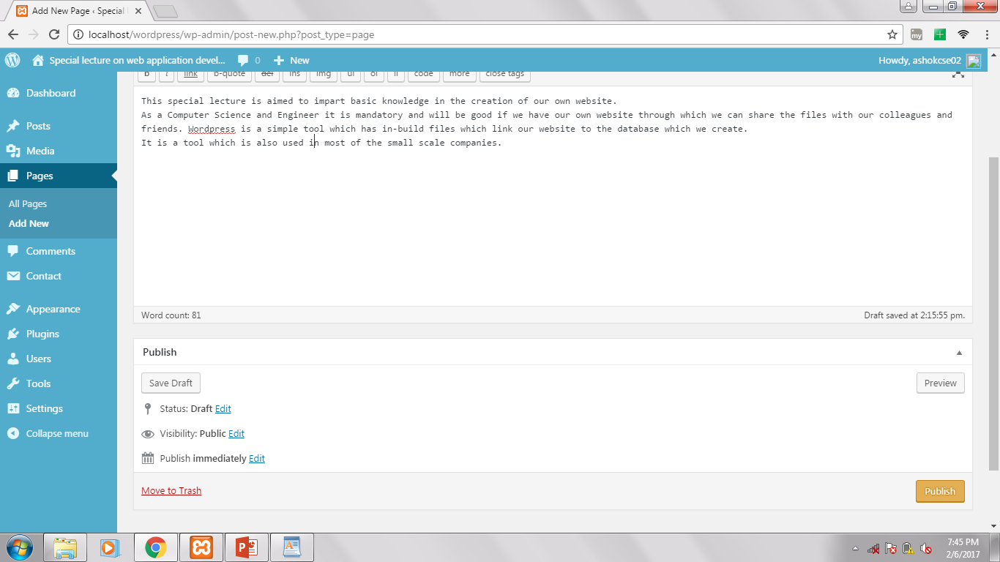 Add New Page ‹ Special
localhost/wordpress/wp-admin/post-new.php?post_type=page
my
Special lecture on web application devel... 0 New Howdy, ashokcse02
b i link b-quote del ins img ul ol li code more close tags
Dashboard
Posts
Media
Pages
All Pages
Add New
Comments
Contact
Appearance
Plugins
Users
Tools
Settings
Collapse menu
This special lecture is aimed to impart basic knowledge in the creation of our own website.
As a Computer Science and Engineer it is mandatory and will be good if we have our own website through which we can share the files with our colleagues and
friends. Wordpress is a simple tool which has in-build files which link our website to the database which we create.
It is a tool which is also used in most of the small scale companies.
Word count: 81 Draft saved at 2:15:55 pm.
Publish
Save Draft Preview
Status: Draft Edit
Visibility: Public Edit
Publish immediately Edit
Move to Trash Publish
7:45 PM
2/6/2017